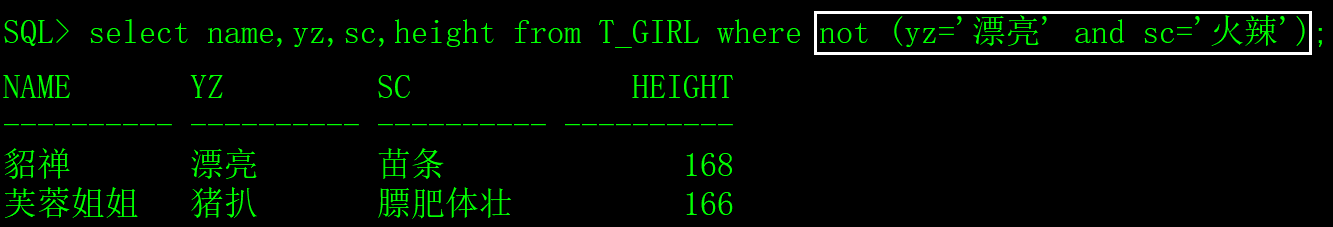 SQL> select name,yz,sc,height from T_GIRL where not (yz='漂亮' and sc='火辣');
NAME YZ SC HEIGHT
---------- ---------- ---------- ----------
貂禅 漂亮 苗条 168
芙蓉姐姐 猪扒 膘肥体壮 166